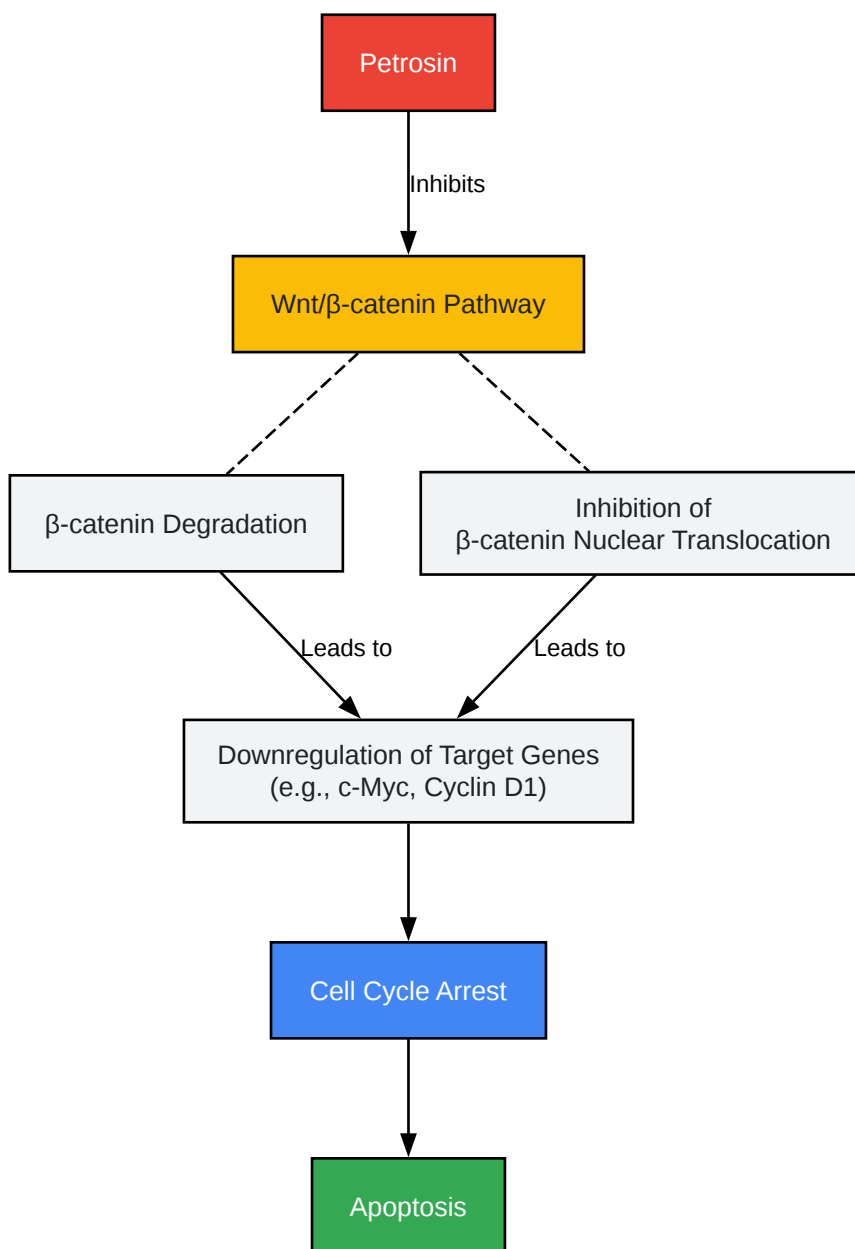 Petrosin
Inhibits
Wnt/β-catenin Pathway
β-catenin Degradation
Inhibition of
β-catenin Nuclear Translocation
Leads to
Leads to
Downregulation of Target Genes
(e.g., c-Myc, Cyclin D1)
Cell Cycle Arrest
Apoptosis